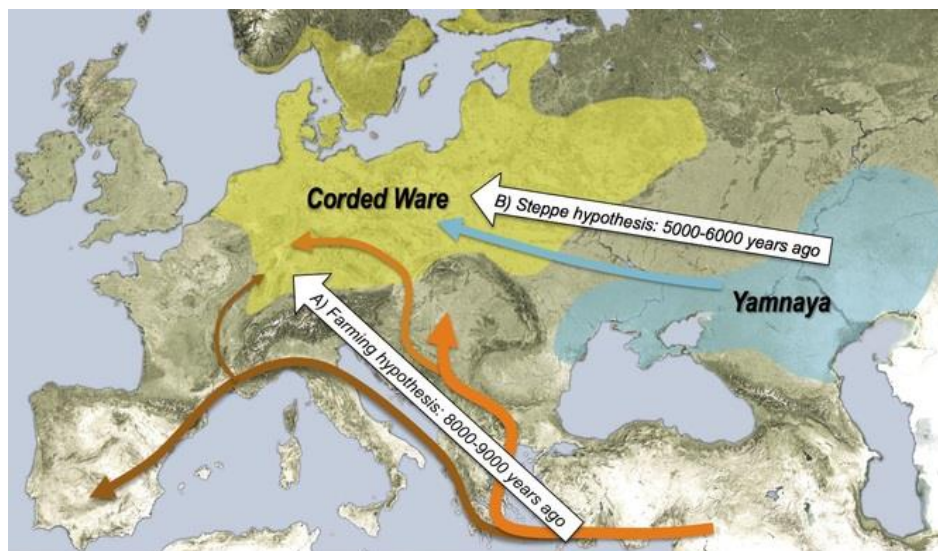 Corded Ware
B) Steppe hypothesis: 5000-6000 years ago
Yamnaya
A) Farming hypothesis: 8000-9000 years ago